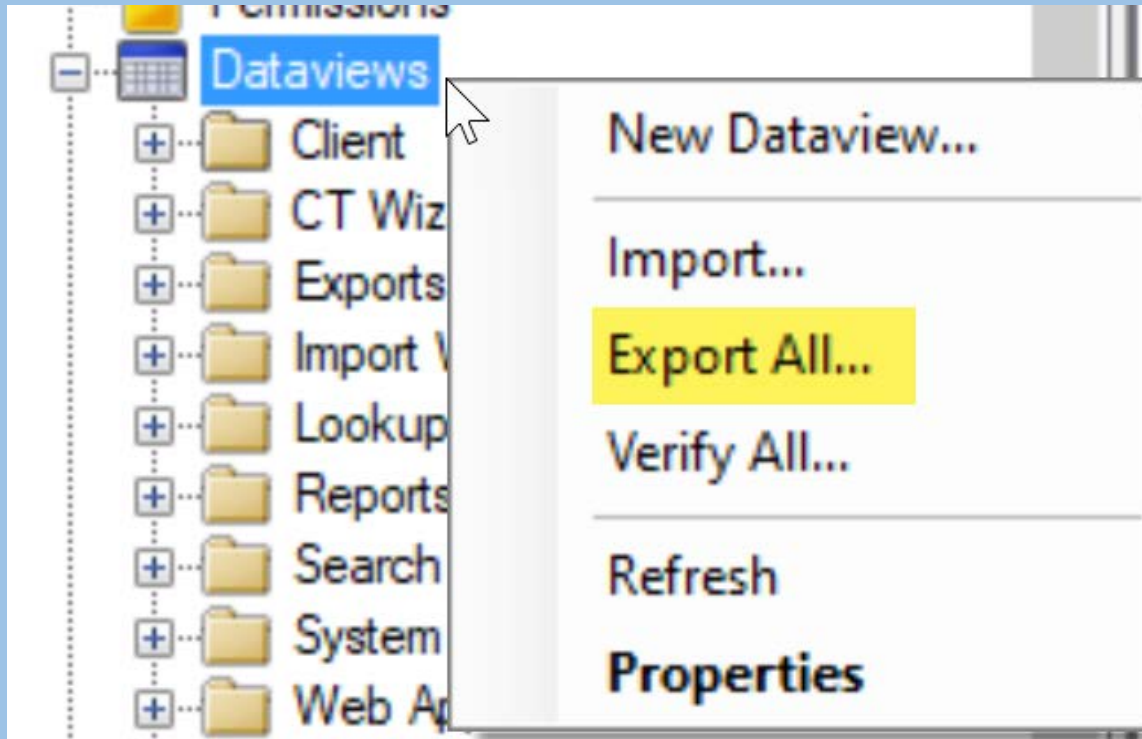 Permissions
Dataviews
Client
CT Wiz
Exports
Import
Lookup
Reports
Search
System
Web
New Dataview...
Import...
Export All...
Verify All...
Refresh
Properties